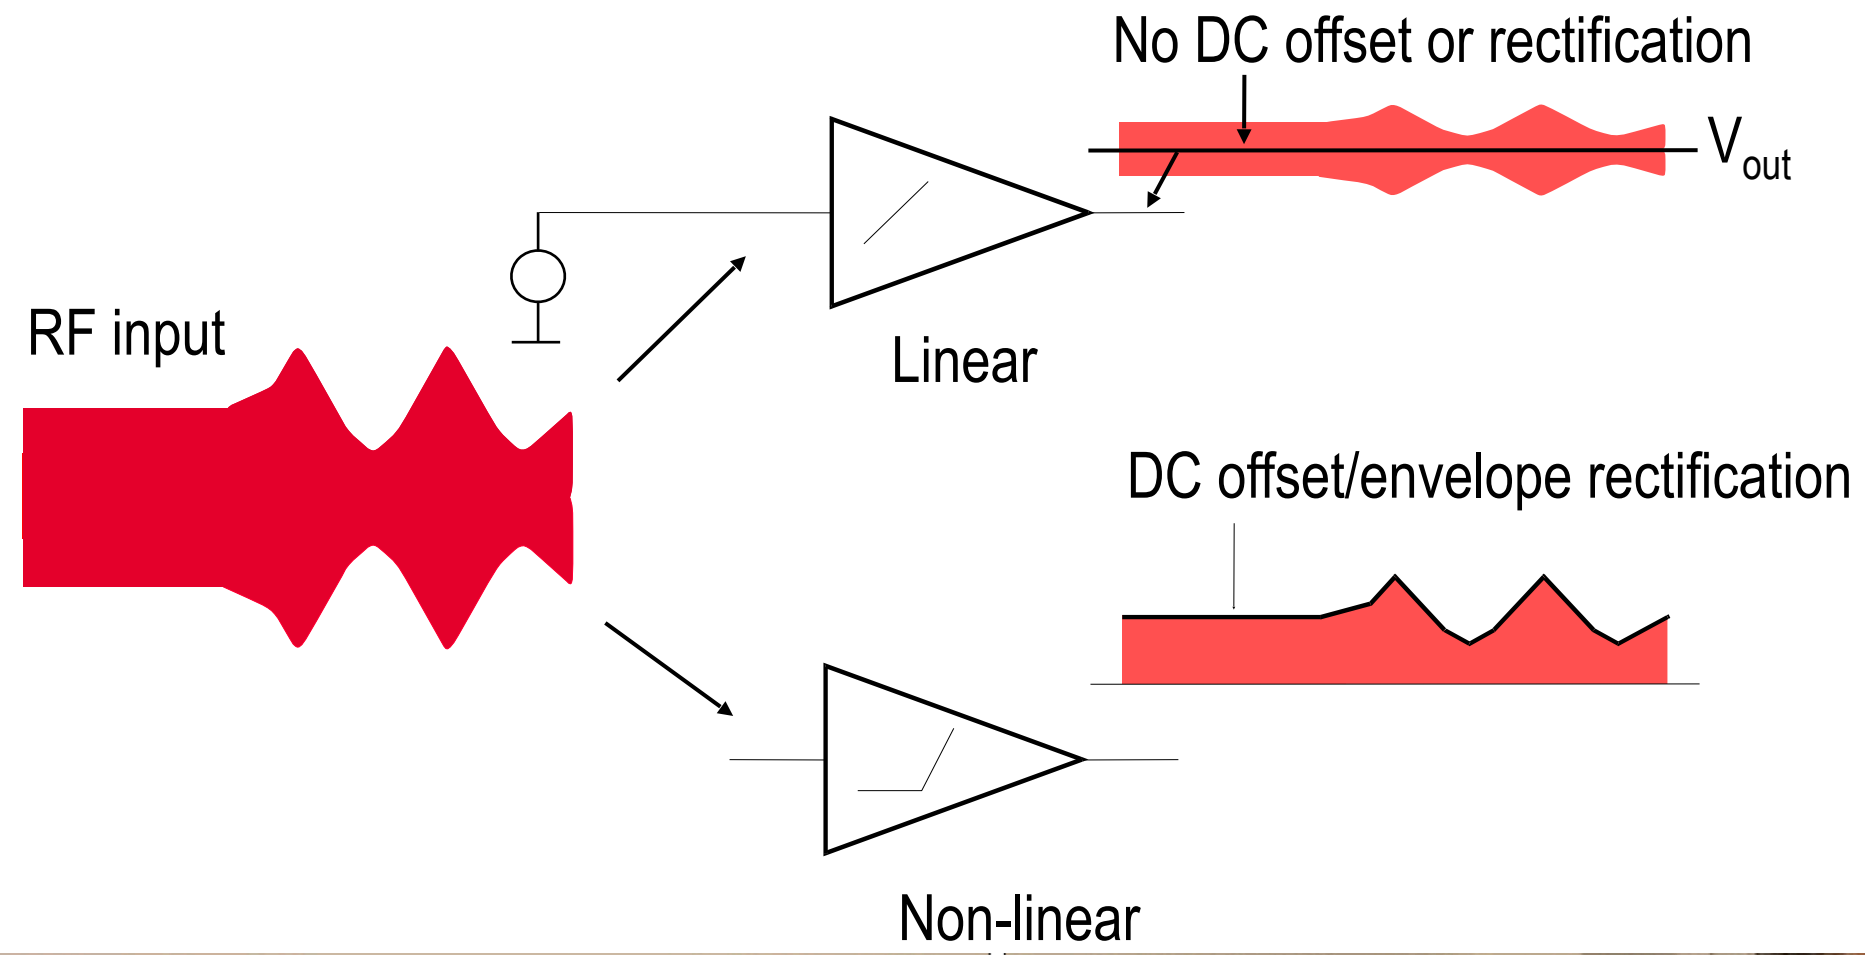 No DC offset or rectification
Vout
RF input
Linear
DC offset/envelope rectification
Non-linear